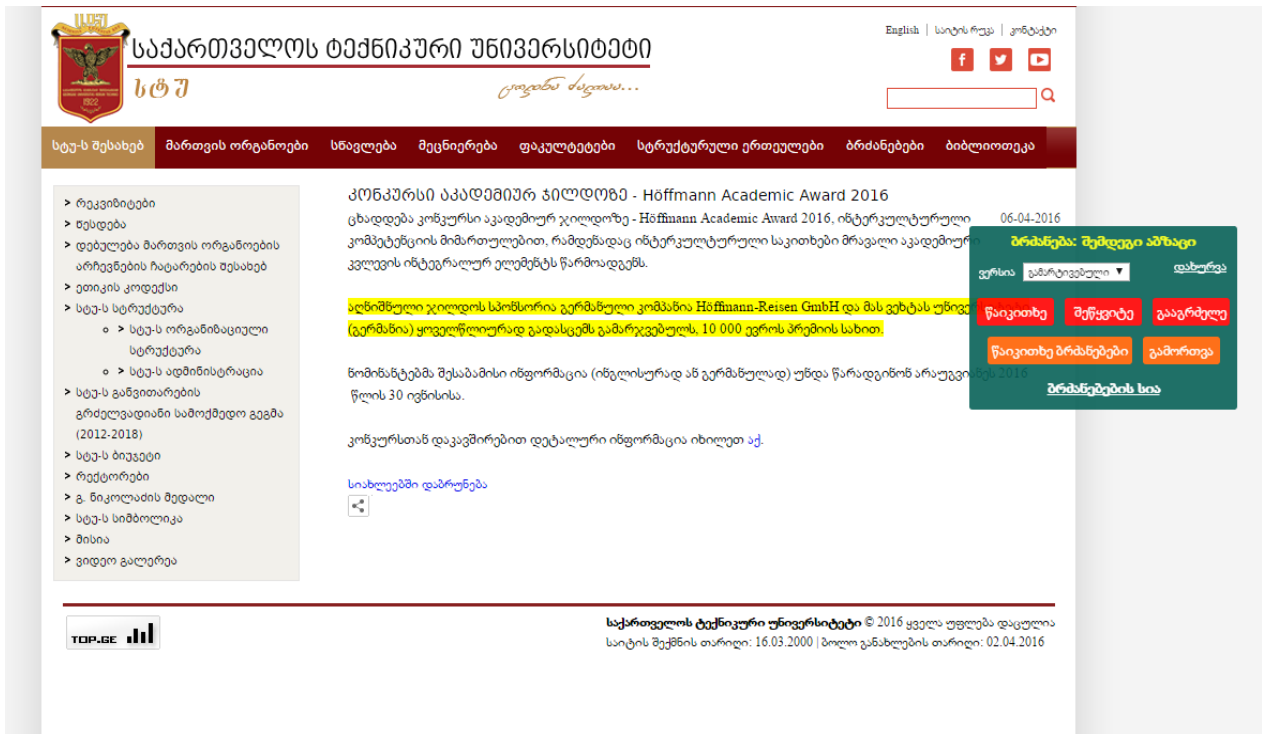 English | საიტის რუკა | კონტაქტი
საქართველოს ტექნიკური უნივერსიტეტი
სტუ
ცოდნა ძალაა...
1922
სტუ-ს შესახებ მართვის ორგანოები სწავლება მეცნიერება ფაკულტეტები სტრუქტურული ერთეულები ბრძანებები ბიბლიოთეკა
> რეკვიზიტები
> წესდება
> დებულება მართვის ორგანოების
არჩევნების ჩატარების შესახებ
> ეთიკის კოდექსი
> სტუ-ს სტრუქტურა
> სტუ-ს ორგანიზაციული
სტრუქტურა
> სტუ-ს ადმინისტრაცია
> სტუ-ს განვითარების
გრძელვადიანი სამოქმედო გეგმა
(2012-2018)
> სტუ-ს ბიუჯეტი
> რექტორები
> გ. ნიკოლაძის მედალი
> სტუ-ს სიმბოლიკა
> მისია
> ვიდეო გალერეა
კონკურსი აკადემიურ ჯილდოზე - Höffmann Academic Award 2016
06-04-2016
ცხადდება კონკურსი აკადემიურ ჯილდოზე - Höffmann Academic Award 2016, ინტერკულტურული
კომპეტენციის მიმართულებით, რამდენადაც ინტერკულტურული საკითხები მრავალი აკადემიური
კვლევის ინტეგრალურ ელემენტს წარმოადგენს.
აღნიშნული ჯილდოს სპონსორია გერმანული კომპანია Höffmann-Reisen GmbH და მას ვეხტას
(გერმანია) ყოველწლიურად გადასცემს გამარჯვებულს, 10 000 ევროს პრემიის სახით.
ნომინანტებმა შესაბამისი ინფორმაცია (ინგლისურად ან გერმანულად) უნდა წარადგინონ არაუგვიანეს 2016
წლის 30 ივნისისა.
კონკურსთან დაკავშირებით დეტალური ინფორმაცია იხილეთ აქ.
სიახლეებში დაბრუნება
ბრძანება: შემდეგი აბზაცი
ვერსია გამარტივებული ▼ დახურვა
წაიკითხე შეწყვიტე გააგრძელე
წაიკითხე ბრძანებები გამორთვა
ბრძანებების სია
TOP.GE
საქართველოს ტექნიკური უნივერსიტეტი © 2016 ყველა უფლება დაცულია
საიტის შექმნის თარიღი: 16.03.2000 | ბოლო განახლების თარიღი: 02.04.2016